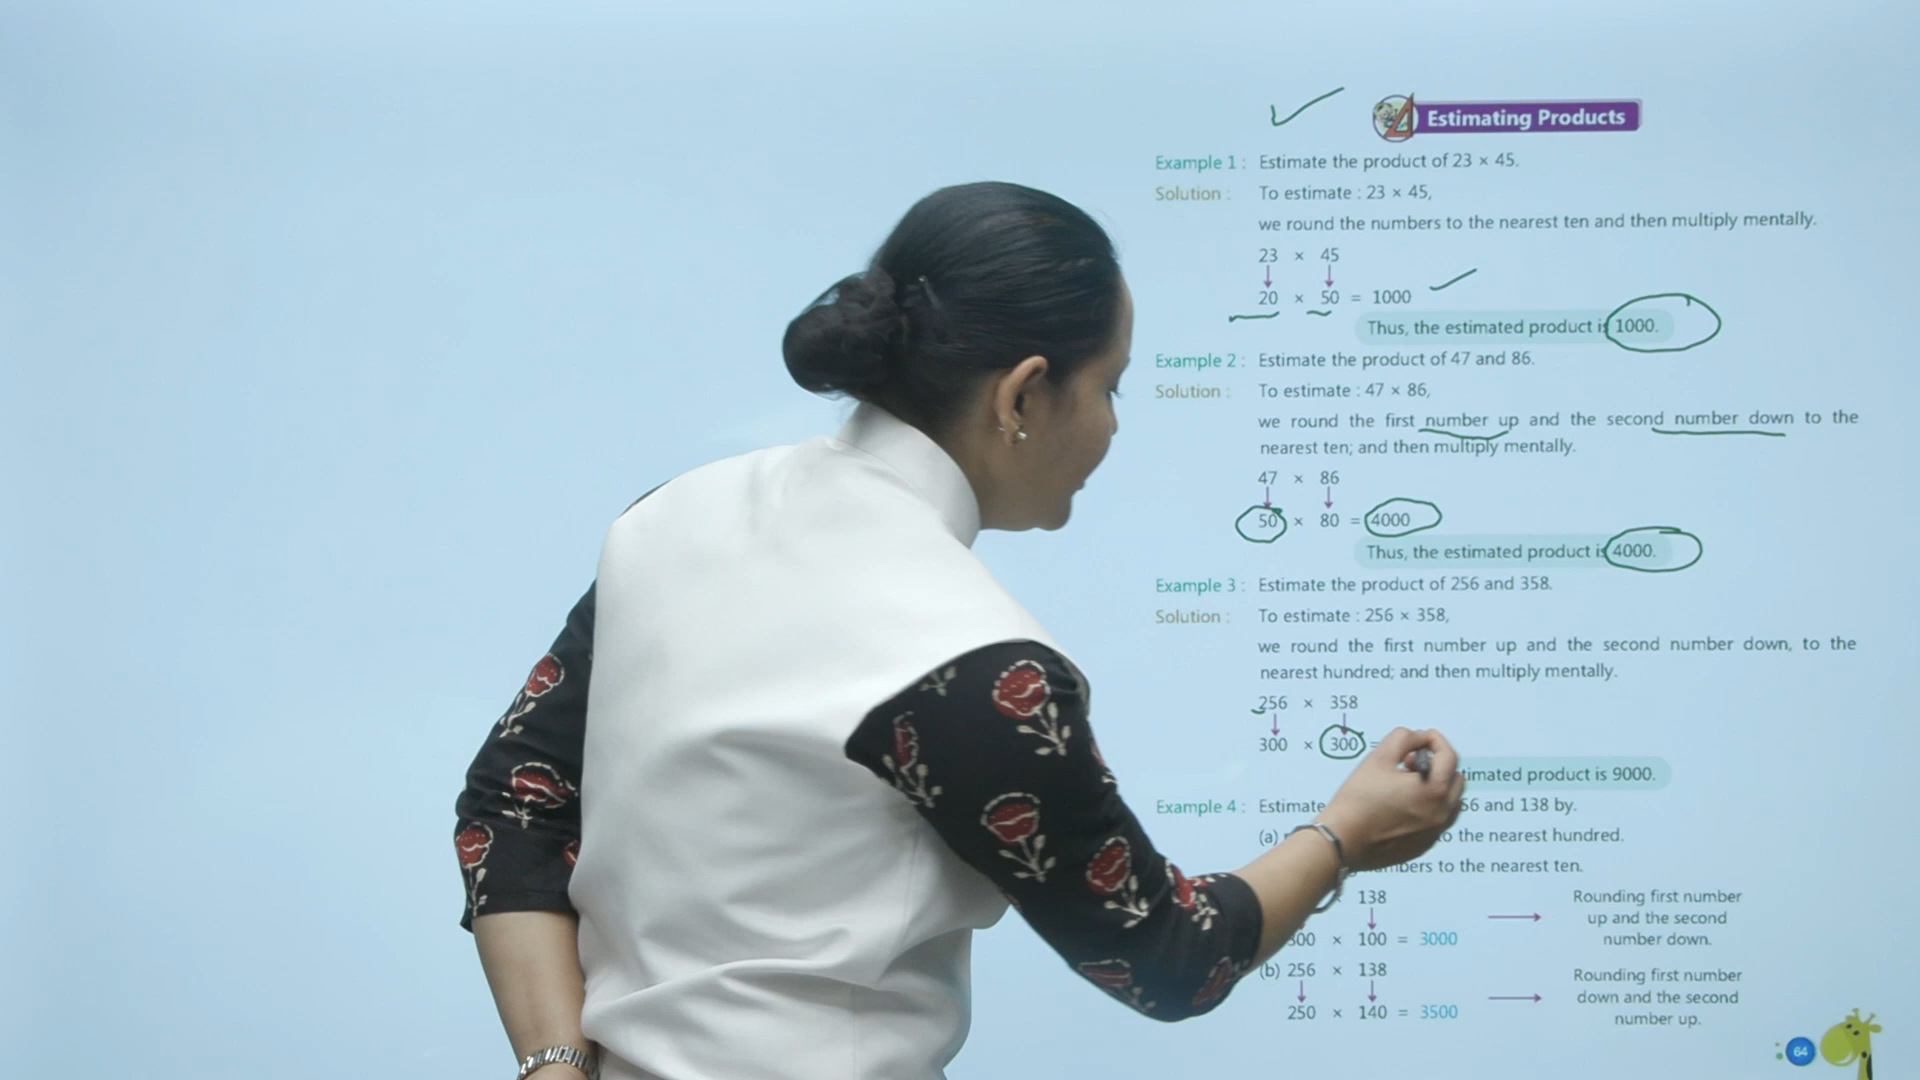 Estimating Products
Example 1 : Estimate the product of 23 × 45.
Solution : To estimate : 23 × 45,
we round the numbers to the nearest ten and then multiply mentally.
23 × 45
20 × 50 = 1000
Thus, the estimated product is 1000.
Example 2 : Estimate the product of 47 and 86.
Solution : To estimate : 47 × 86,
we round the first number up and the second number down to the
nearest ten; and then multiply mentally.
47 × 86
50 × 80 = 4000
Thus, the estimated product is 4000.
Example 3 : Estimate the product of 256 and 358.
Solution : To estimate : 256 × 358,
we round the first number up and the second number down, to the
nearest hundred; and then multiply mentally.
256 × 358
300 × 300 =
product is 9000.
Example 4 : Estimate and 138 by.
(a) the nearest hundred.
to the nearest ten.
138
× 100 = 3000
Rounding first number
up and the second
number down.
(b) 256 × 138
250 × 140 = 3500
Rounding first number
down and the second
number up.
64